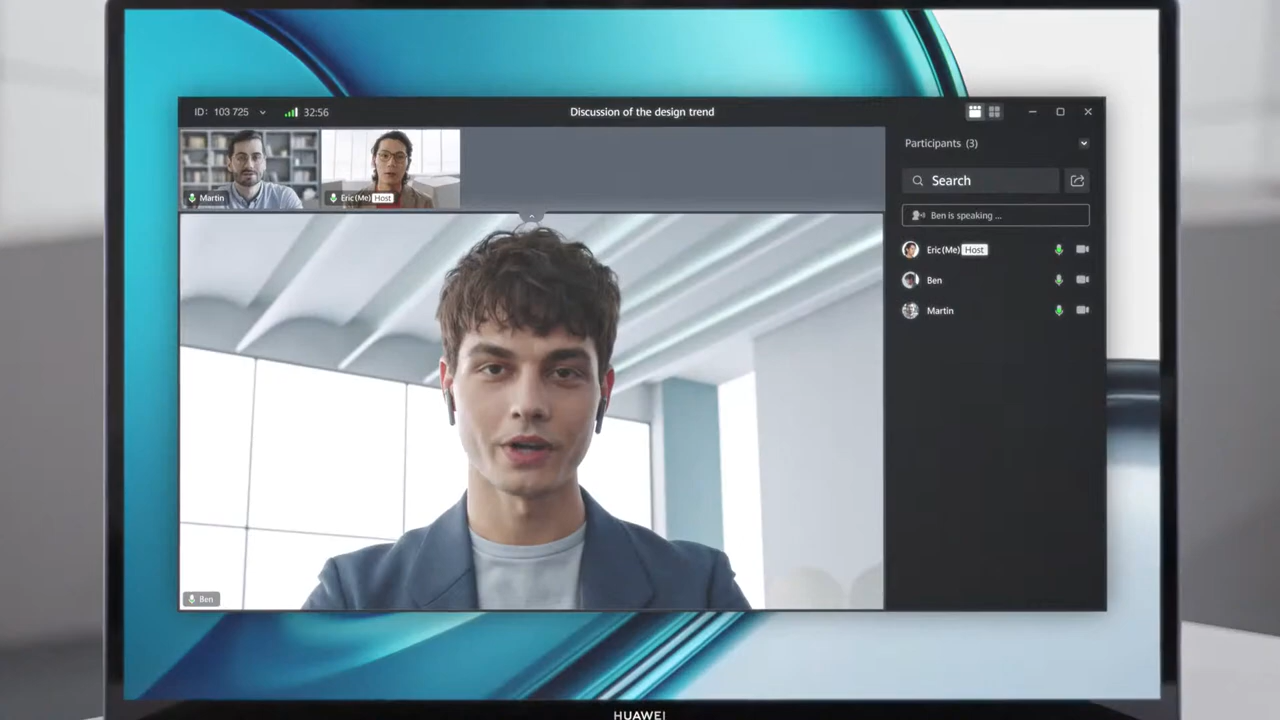 ID: 103 725
32:56
Discussion of the design trend
Martin
Eric(Me) Host
Participants (3)
Search
Ben is speaking ...
Eric(Me) Host
Ben
Martin
Ben
HUAWEI